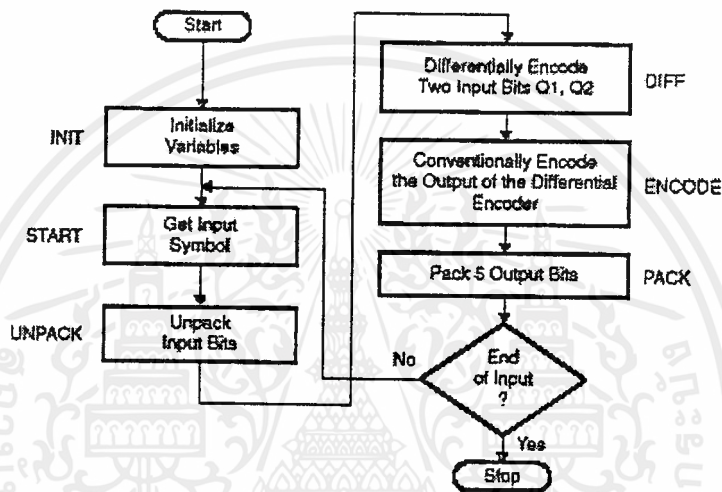 Start
INIT
Initialize
Variables
START
Get Input
Symbol
UNPACK
Unpack
Input Bits
Differentially Encode
Two Input Bits Q1, Q2
DIFF
Conventionally Encode
the Output of the Differential
Encoder
ENCODE
Pack 5 Output Bits
PACK
No
End
of Input
?
Yes
Stop